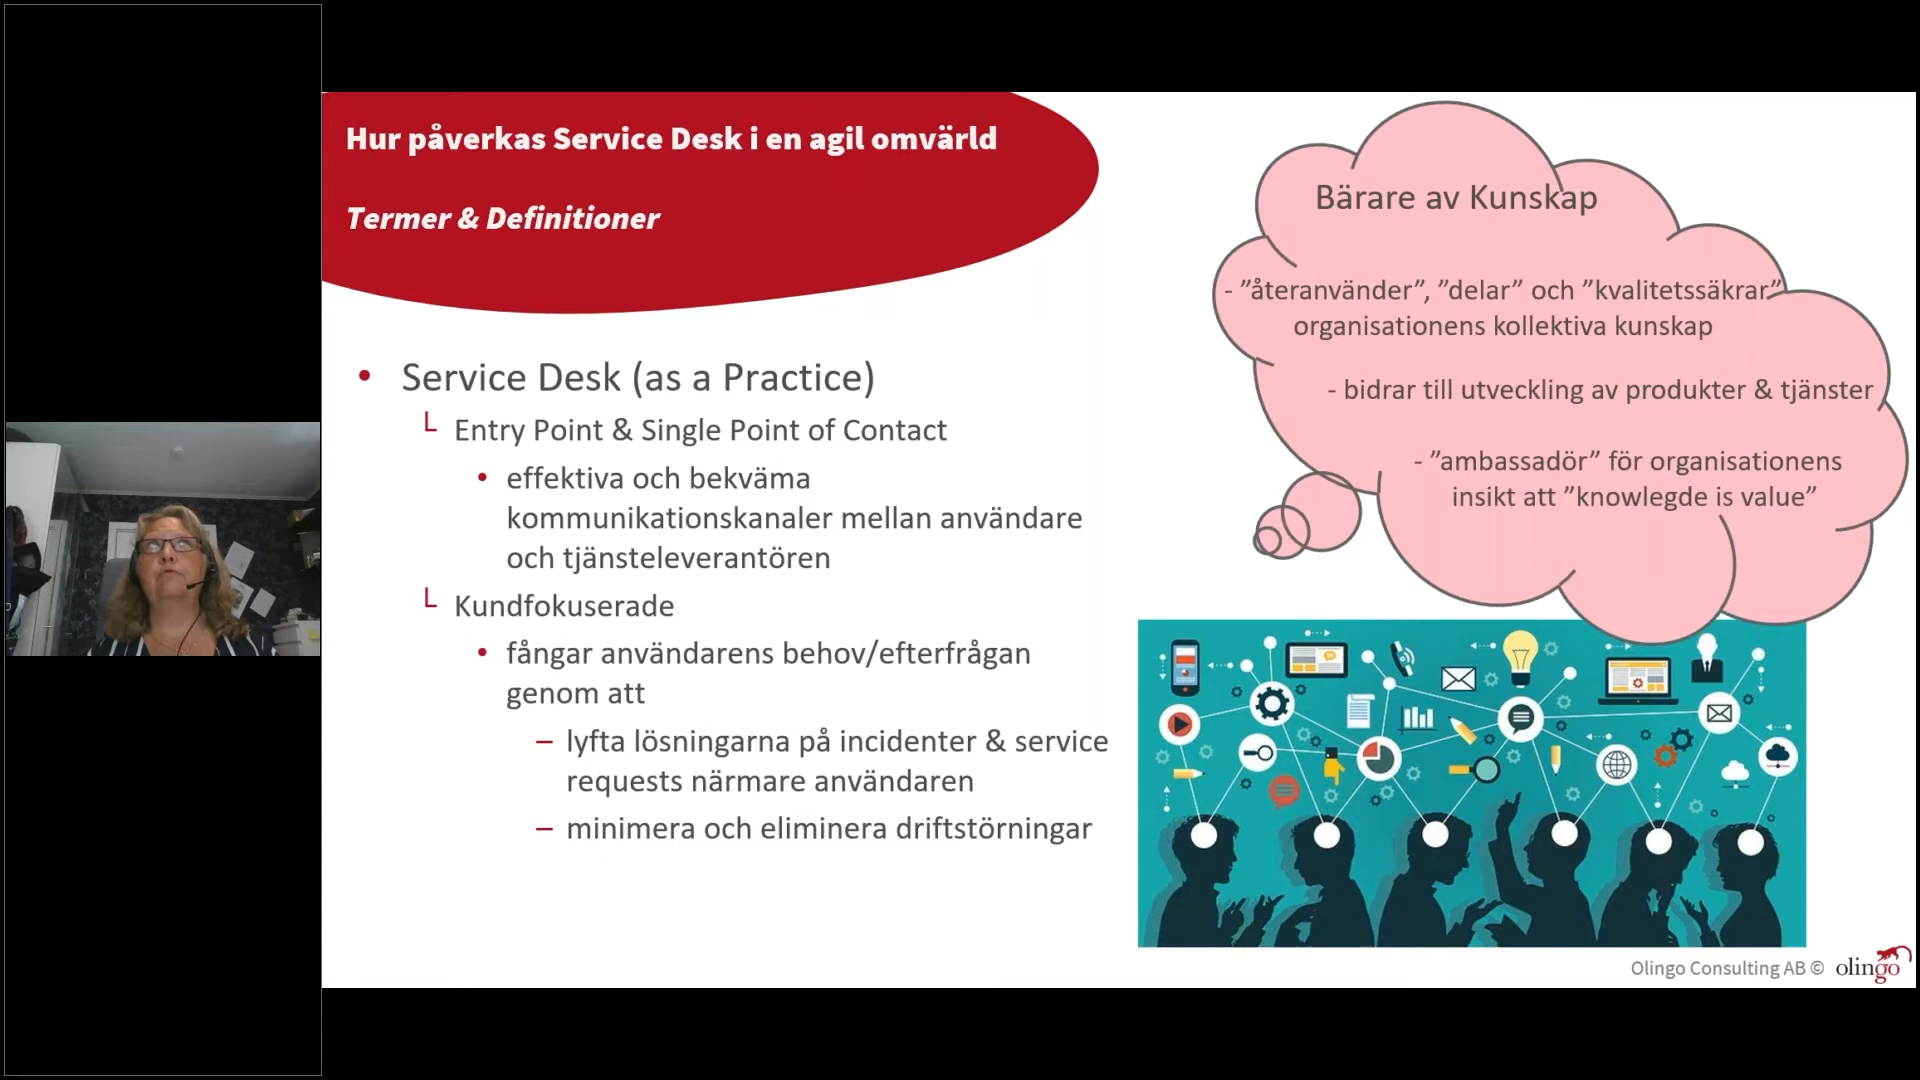 Hur påverkas Service Desk i en agil omvärld
Termer & Definitioner
• Service Desk (as a Practice)
└ Entry Point & Single Point of Contact
• effektiva och bekväma
kommunikationskanaler mellan användare
och tjänsteleverantören
└ Kundfokuserade
• fångar användarens behov/efterfrågan
genom att
– lyfta lösningarna på incidenter & service
requests närmare användaren
– minimera och eliminera driftstörningar
Bärare av Kunskap
- ”återanvänder”, ”delar” och ”kvalitetssäkrar”
organisationens kollektiva kunskap
- bidrar till utveckling av produkter & tjänster
- ”ambassadör” för organisationens
insikt att ”knowlegde is value”
Olingo Consulting AB © olingo